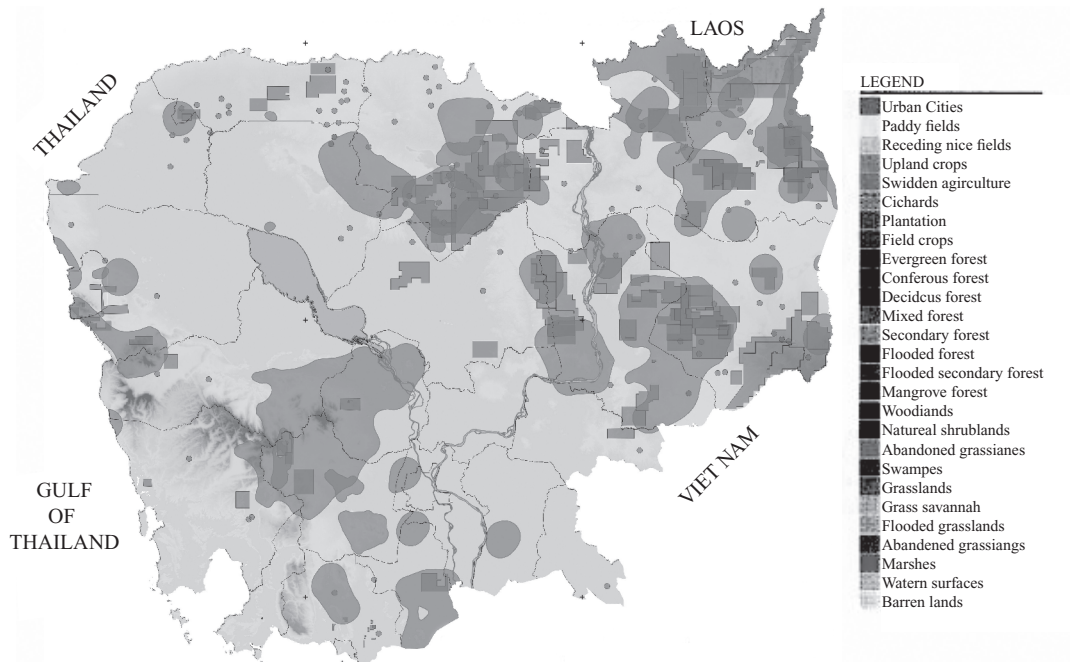 LAOS
THAILAND
GULF
OF
THAILAND
VIET NAM
LEGEND
Urban Cities
Paddy fields
Receding nice fields
Upland crops
Swidden agirculture
Cichards
Plantation
Field crops
Evergreen forest
Conferous forest
Decidcus forest
Mixed forest
Secondary forest
Flooded forest
Flooded secondary forest
Mangrove forest
Woodiands
Natureal shrublands
Abandoned grassianes
Swampes
Grasslands
Grass savannah
Flooded grasslands
Abandened grassiangs
Marshes
Watern surfaces
Barren lands